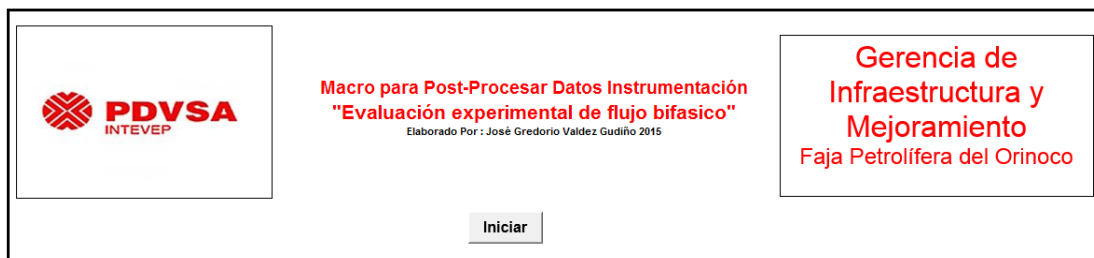 PDVSA
INTEVEP
Macro para Post-Procesar Datos Instrumentación
"Evaluación experimental de flujo bifasico"
Elaborado Por : José Gredorio Valdez Gudiño 2015
Gerencia de
Infraestructura y
Mejoramiento
Faja Petrolífera del Orinoco
Iniciar